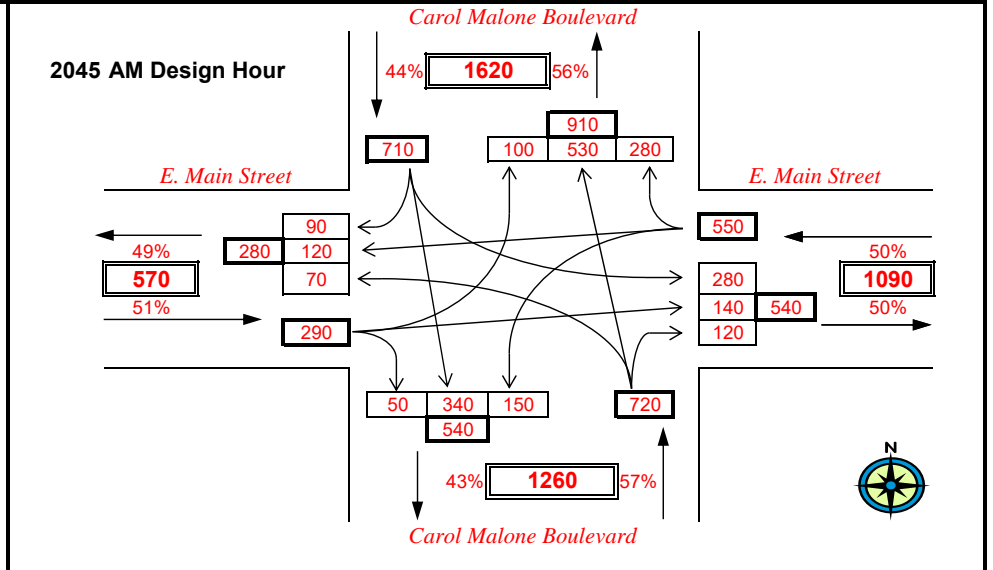 Carol Malone Boulevard
2045 AM Design Hour
44% 1620 56%
910
710 100 530 280
E. Main Street E. Main Street
90 550
49% 280 120 50%
570 70 280 1090
51% 140 540 50%
290 120
50 340 150 720
540
N
43% 1260 57%
Carol Malone Boulevard